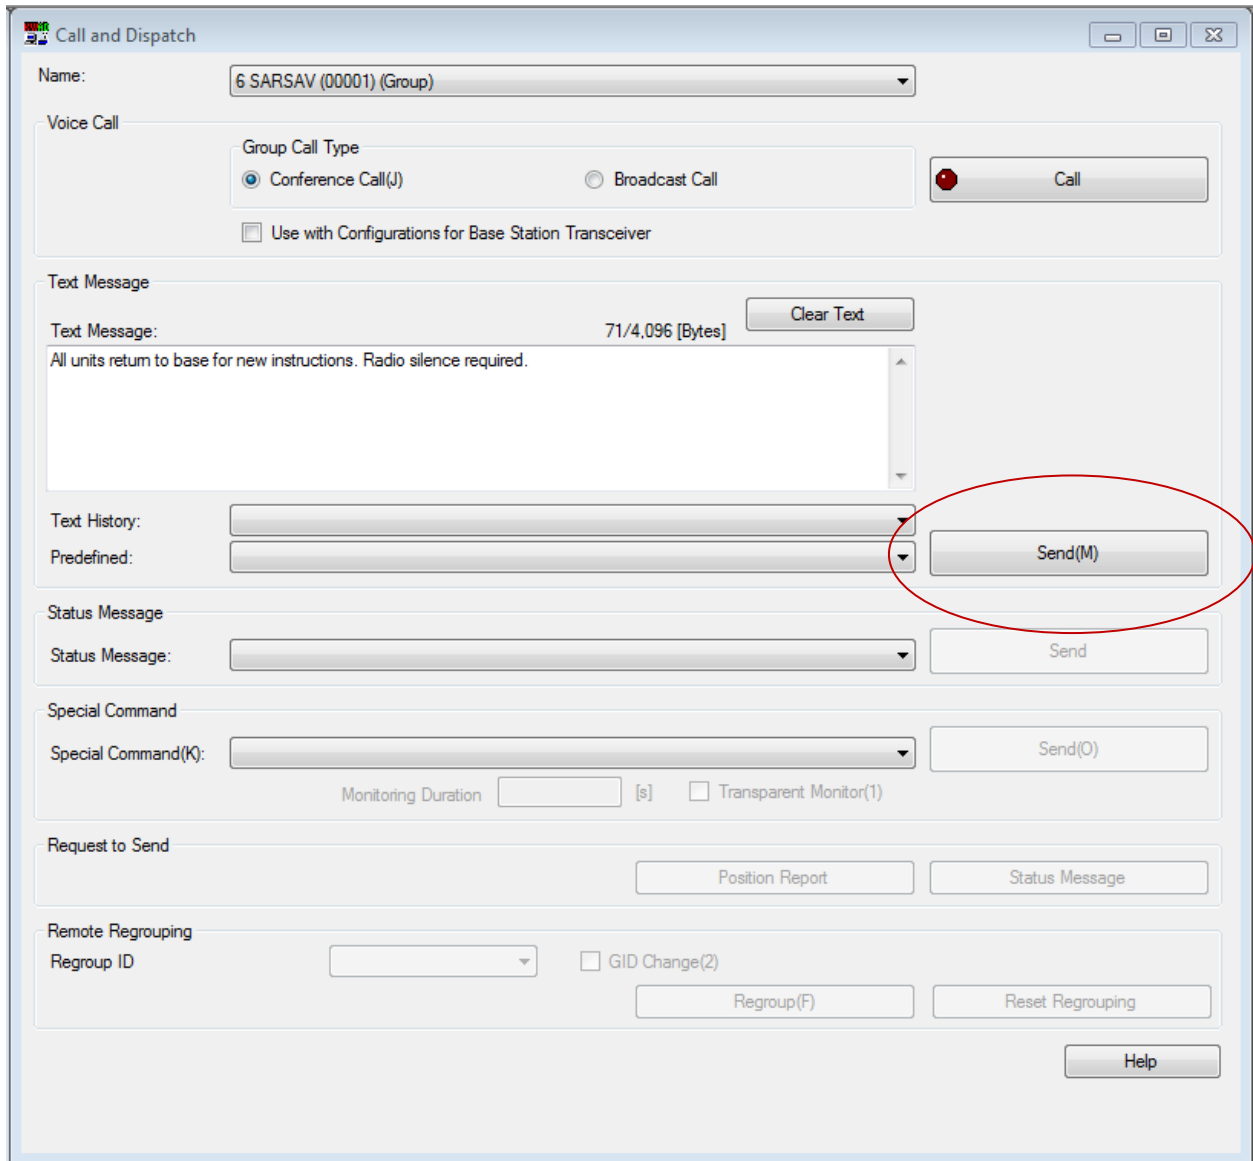 Call and Dispatch
Name:
6 SARSAV (00001) (Group)
Voice Call
Group Call Type
Conference Call(J)
Broadcast Call
Call
Use with Configurations for Base Station Transceiver
Text Message
Clear Text
Text Message:
71/4,096 [Bytes]
All units return to base for new instructions. Radio silence required.
Text History:
Predefined:
Send(M)
Status Message
Status Message:
Send
Special Command
Special Command(K):
Send(O)
Monitoring Duration
[s]
Transparent Monitor(1)
Request to Send
Position Report
Status Message
Remote Regrouping
Regroup ID
GID Change(2)
Regroup(F)
Reset Regrouping
Help